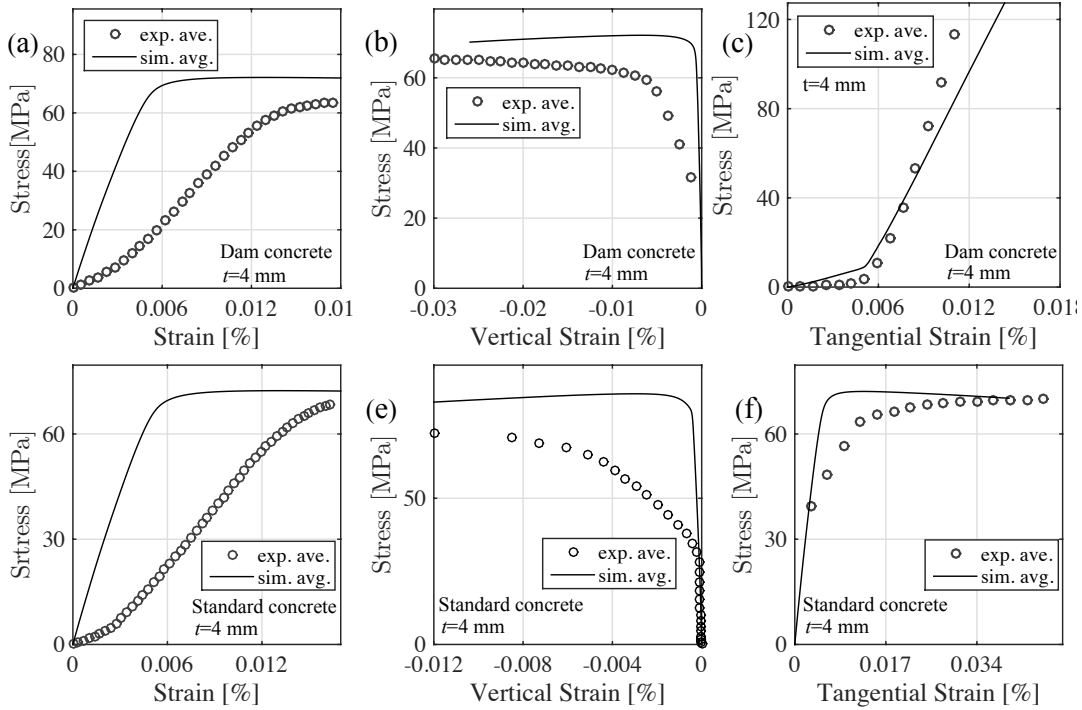 (a)
exp. ave.
sim. avg.
Stress[MPa]
80
60
40
20
0
Dam concrete
t=4 mm
0 0.006 0.012 0.01
Strain [%]
(b)
exp. ave.
sim. avg.
Stress [MPa]
60
40
20
0
Dam concrete
t=4 mm
-0.03 -0.02 -0.01 0
Vertical Strain [%]
(c)
exp. ave.
sim. avg.
t=4 mm
Stress [MPa]
120
80
40
0
Dam concrete
t=4 mm
0 0.006 0.012 0.018
Tangential Strain [%]
Srtress [MPa]
60
30
0
exp. ave.
sim. avg.
Standard concrete
t=4 mm
0 0.006 0.012
Strain [%]
(e)
Stress [MPa]
50
0
exp. ave.
sim. avg.
Standard concrete
t=4 mm
-0.012 -0.008 -0.004 0
Vertical Strain [%]
(f)
Stress [MPa]
60
30
0
exp. ave.
sim. avg.
Standard concrete
t=4 mm
0 0.017 0.034
Tangential Strain [%]